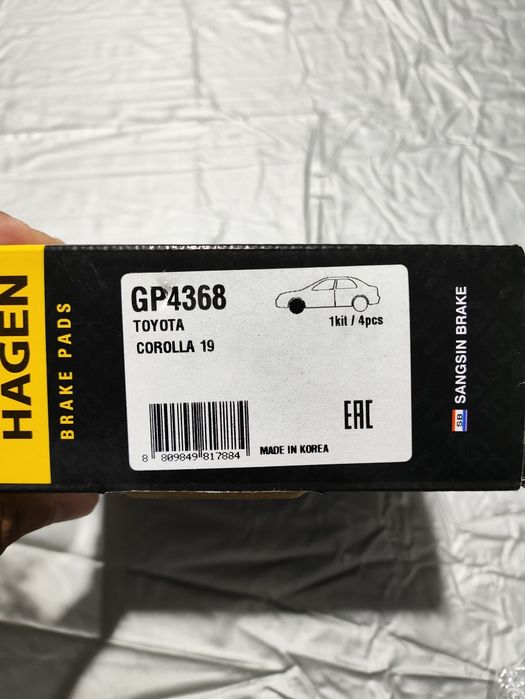 HAGEN
BRAKE PADS
GP4368
TOYOTA
COROLLA 19
1kit / 4pcs
EAC
8 809849 817884
MADE IN KOREA
SB SANGSIN BRAKE